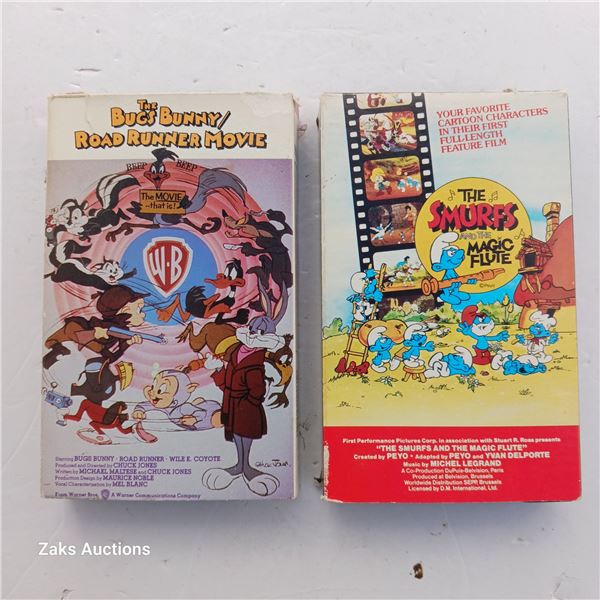 THE
BUGS BUNNY/
ROAD RUNNER MOVIE
BEEP BEEP
The MOVIE
...that is!
WB
Starring BUGS BUNNY · ROAD RUNNER · WILE E. COYOTE
Produced and Directed by CHUCK JONES
Written by MICHAEL MALTESE and CHUCK JONES
Production Design by MAURICE NOBLE
Vocal Characterization by MEL BLANC
From Warner Bros. A Warner Communications Company
YOUR FAVORITE
CARTOON CHARACTERS
IN THEIR FIRST
FULL-LENGTH
FEATURE FILM
THE
SMURFS
AND THE
MAGIC
FLUTE
©Peyo
First Performance Pictures Corp. in association with Stuart R. Ross presents
"THE SMURFS AND THE MAGIC FLUTE"
Created by PEYO • Adapted by PEYO and YVAN DELPORTE
Music by MICHEL LEGRAND
A Co-Production DuPuis-Belvision, Paris
Produced at Belvision, Brussels
Worldwide Distribution SEPP, Brussels
Licensed by D.M. International, Ltd.
Zaks Auctions